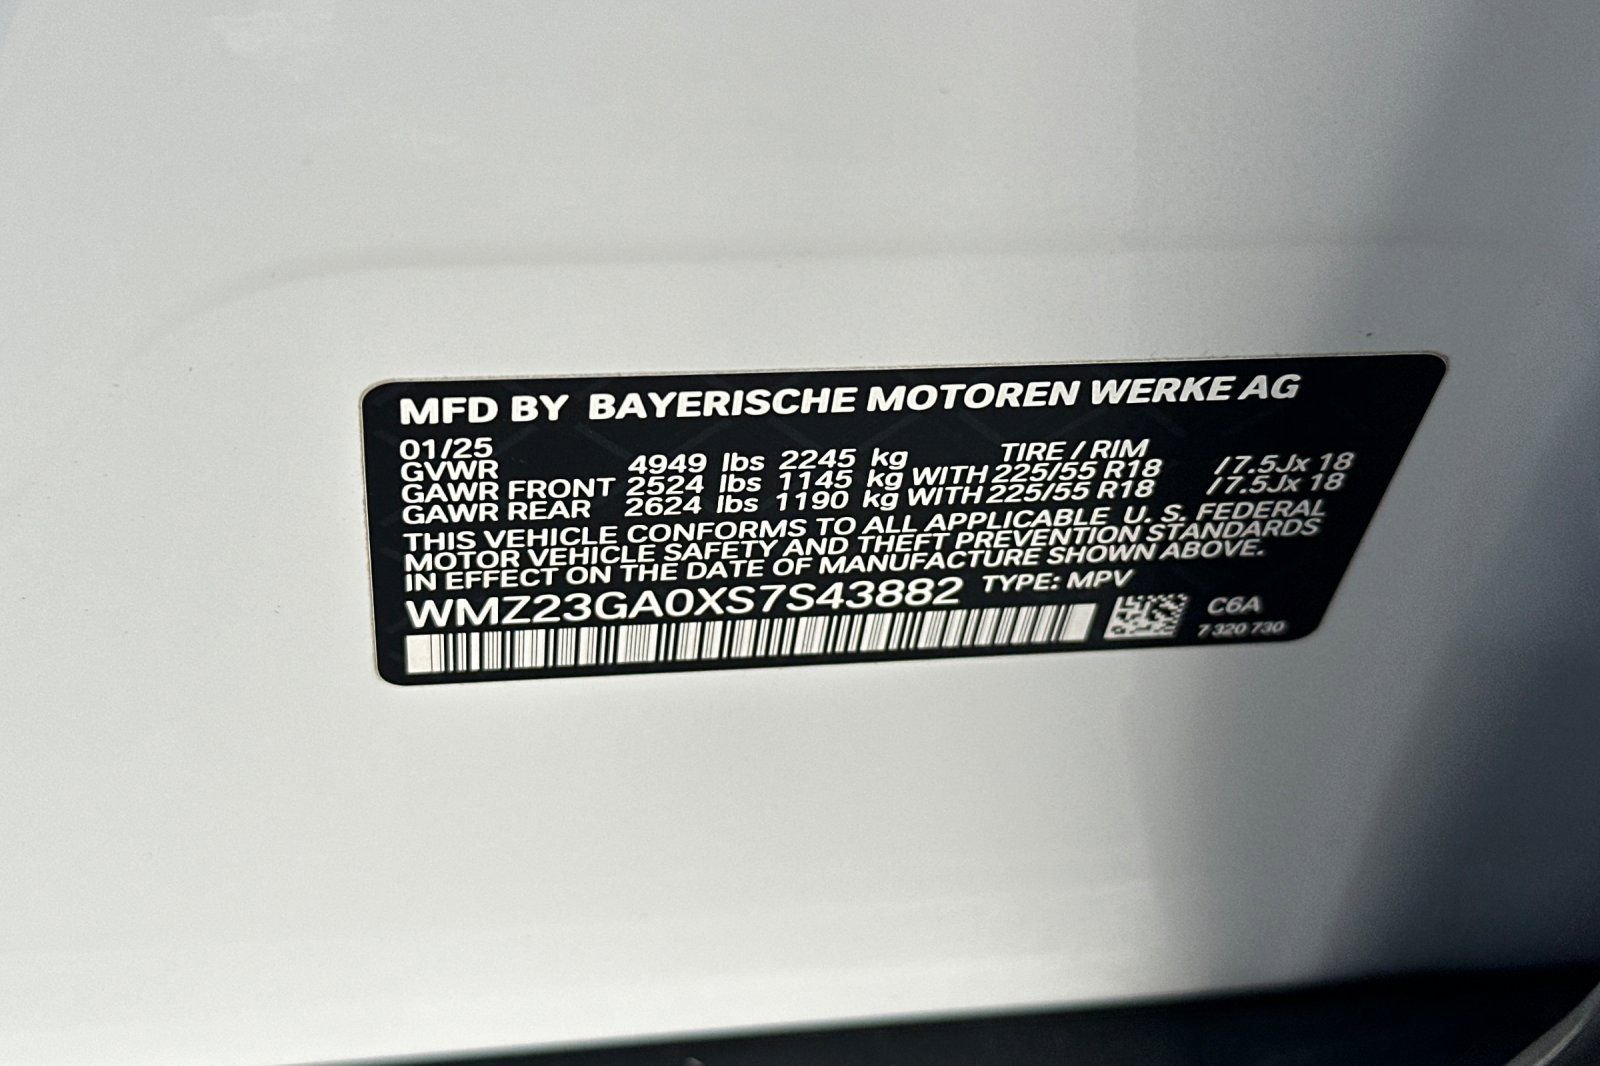 MFD BY BAYERISCHE MOTOREN WERKE AG
01/25 TIRE / RIM
GVWR 4949 lbs 2245 kg
GAWR FRONT 2524 lbs 1145 kg WITH 225/55 R18 / 7.5Jx 18
GAWR REAR 2624 lbs 1190 kg WITH 225/55 R18 / 7.5Jx 18
THIS VEHICLE CONFORMS TO ALL APPLICABLE U. S. FEDERAL
MOTOR VEHICLE SAFETY AND THEFT PREVENTION STANDARDS
IN EFFECT ON THE DATE OF MANUFACTURE SHOWN ABOVE.
WMZ23GA0XS7S43882 TYPE: MPV
C6A
7 320 730